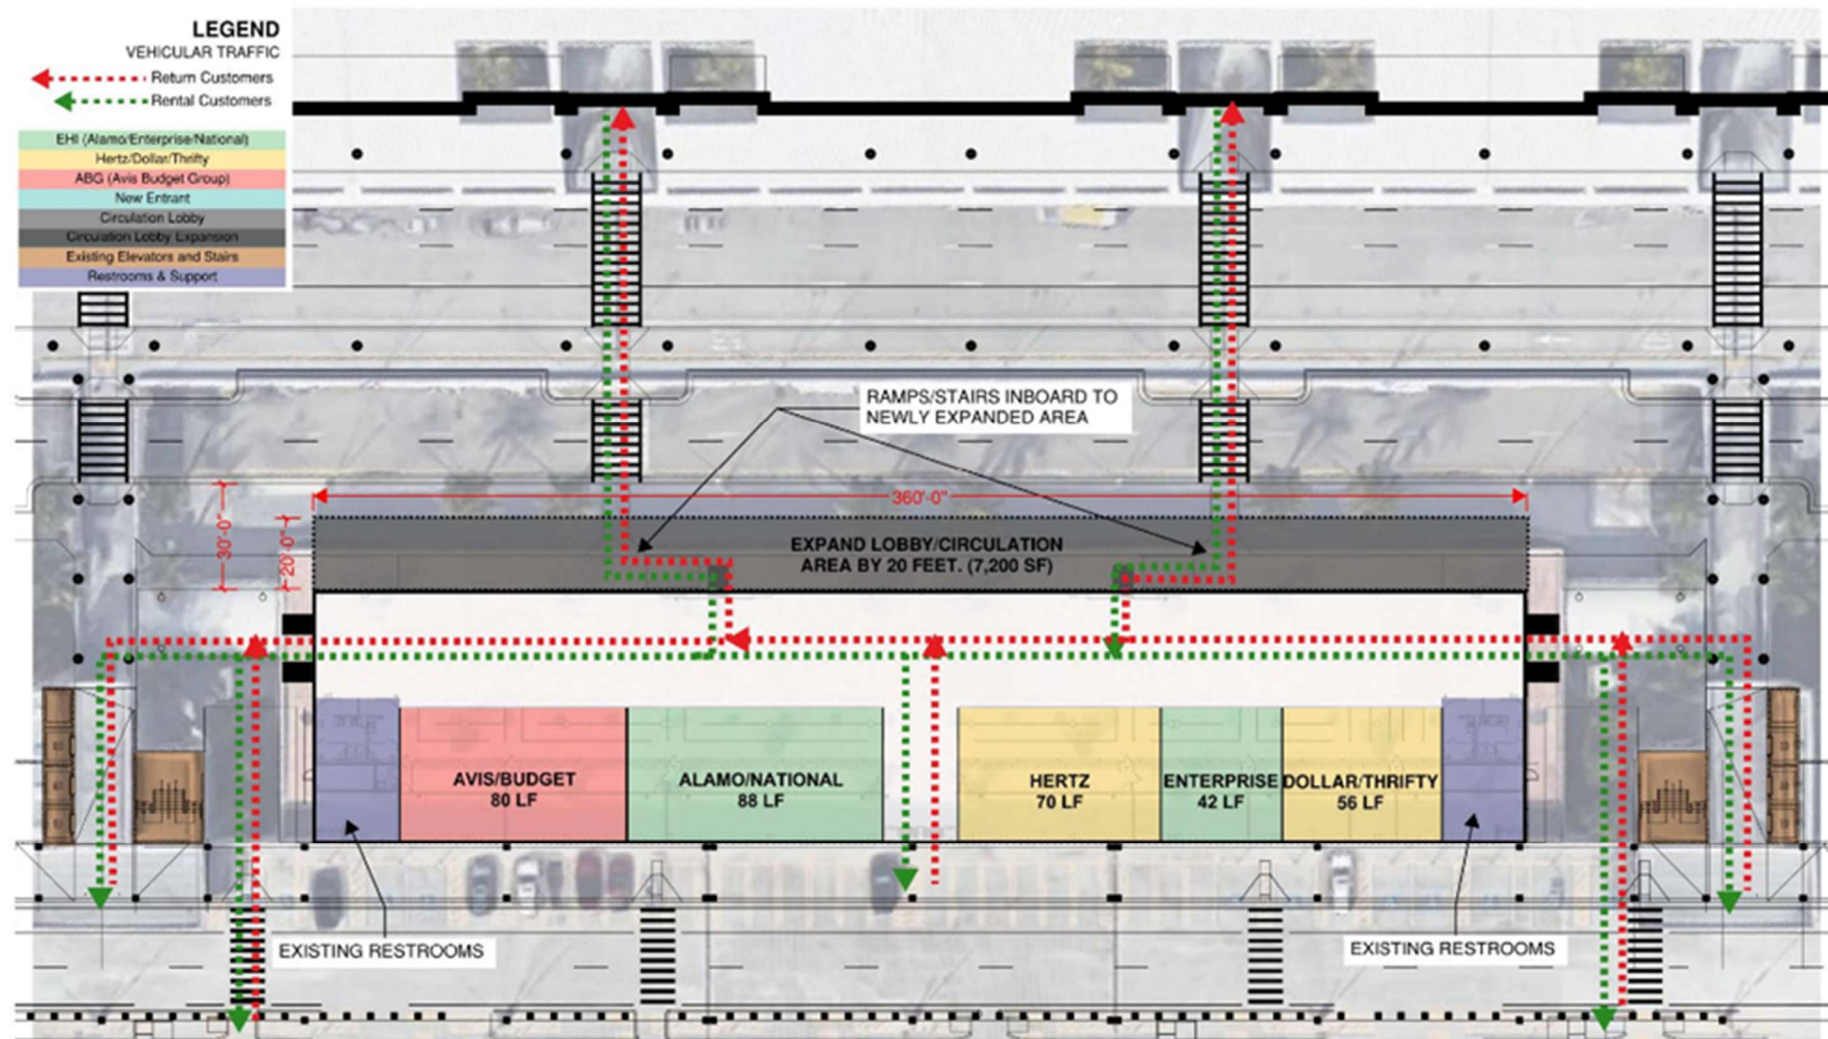 LEGEND
VEHICULAR TRAFFIC
Return Customers
Rental Customers
EHI (Alamo/Enterprise/National)
Hertz/Dollar/Thrifty
ABG (Avis Budget Group)
New Entrant
Circulation Lobby
Circulation Lobby Expansion
Existing Elevators and Stairs
Restrooms & Support
RAMPS/STAIRS INBOARD TO
NEWLY EXPANDED AREA
360'-0"
30'-0"
20'-0"
EXPAND LOBBY/CIRCULATION
AREA BY 20 FEET. (7,200 SF)
AVIS/BUDGET
80 LF
ALAMO/NATIONAL
88 LF
HERTZ
70 LF
ENTERPRISE
42 LF
DOLLAR/THRIFTY
56 LF
EXISTING RESTROOMS
EXISTING RESTROOMS